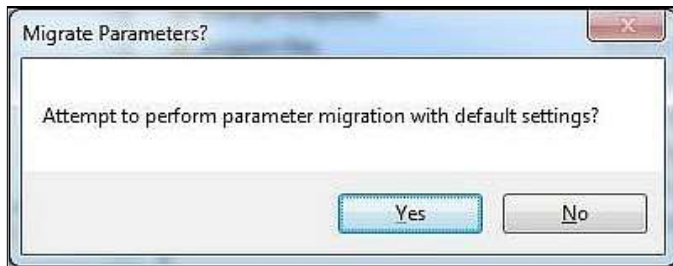 Migrate Parameters?
Attempt to perform parameter migration with default settings?
Yes
No